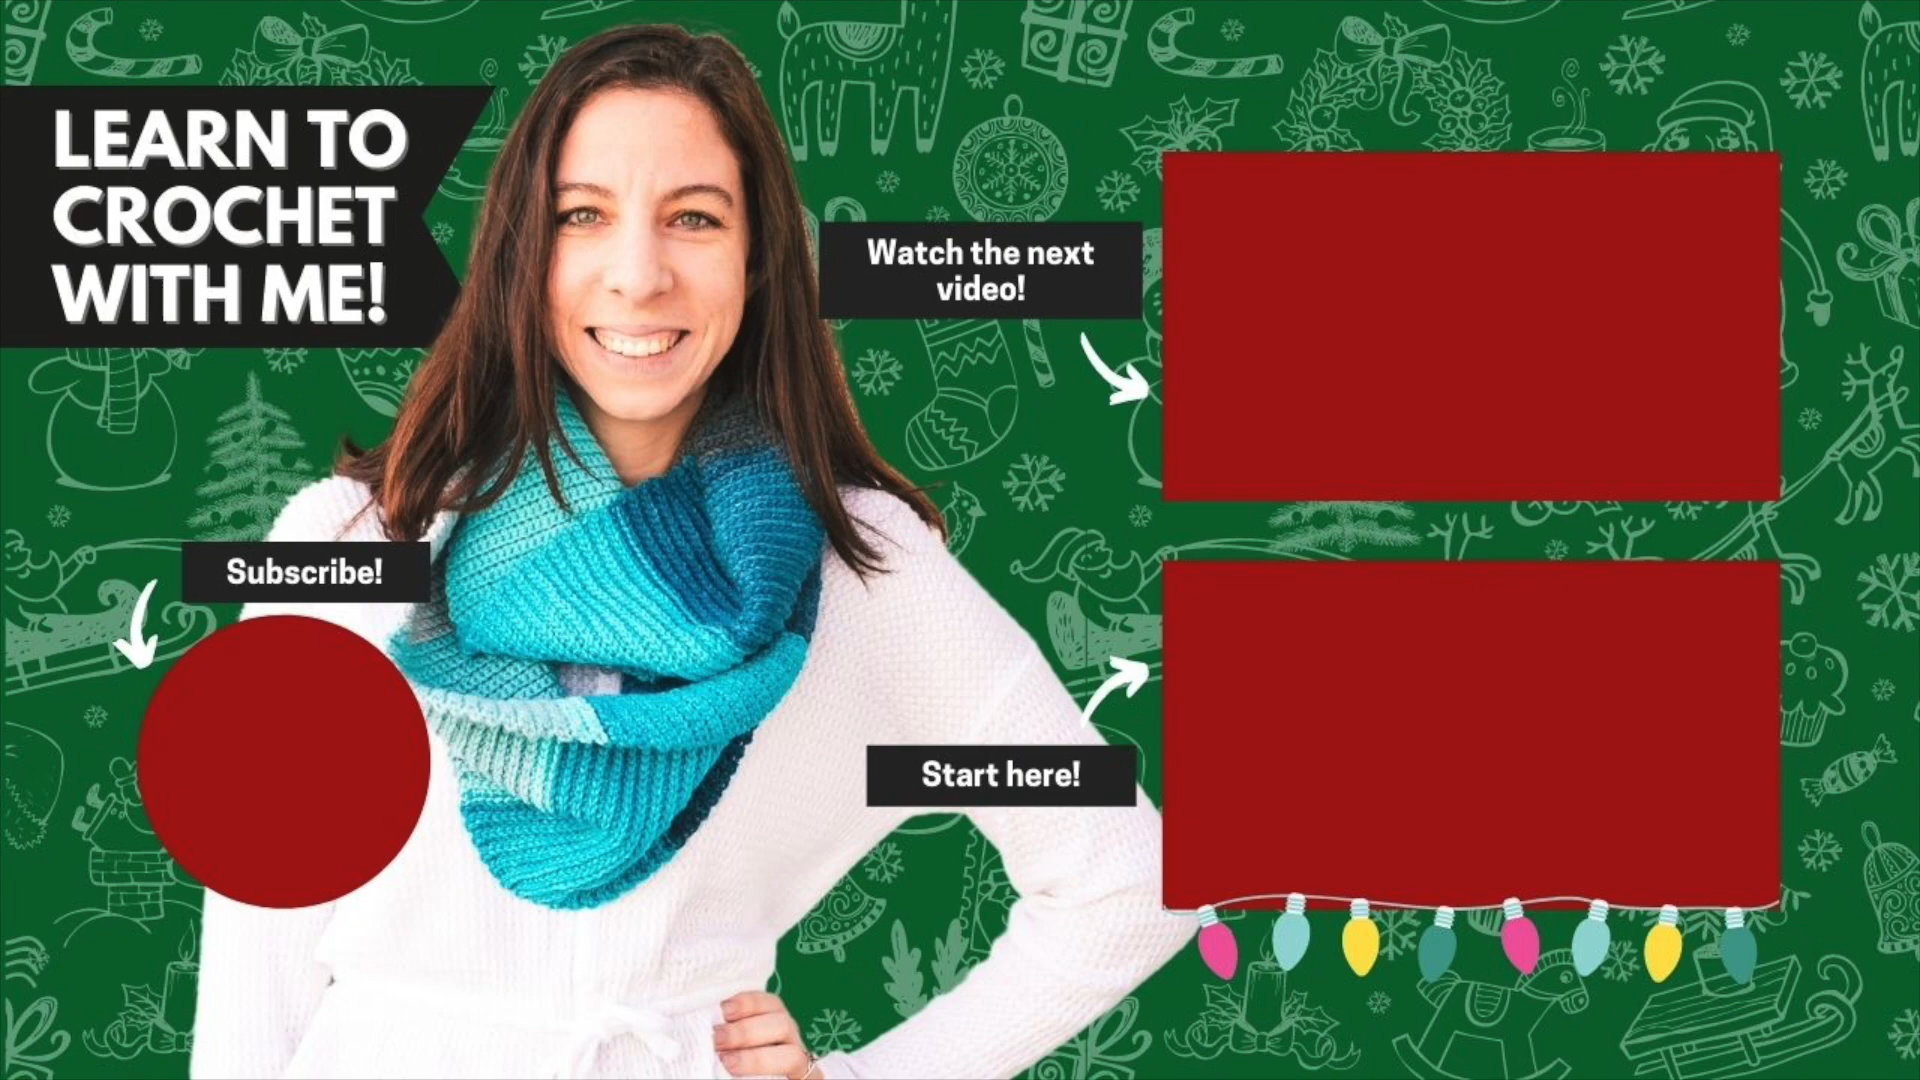 LEARN TO
CROCHET
WITH ME!
Watch the next
video!
Subscribe!
Start here!